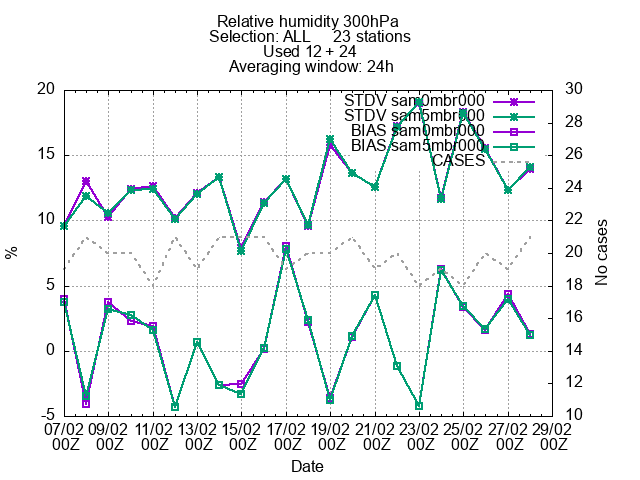 Relative humidity 300hPa
Selection: ALL 23 stations
Used 12 + 24
Averaging window: 24h
STDV sam0mbr000
STDV sam5mbr000
BIAS sam0mbr000
BIAS sam5mbr000
CASES
20
15
10
5
0
-5
%
30
28
26
24
22
20
18
16
14
12
10
No cases
07/02 09/02 11/02 13/02 15/02 17/02 19/02 21/02 23/02 25/02 27/02 29/02
00Z 00Z 00Z 00Z 00Z 00Z 00Z 00Z 00Z 00Z 00Z 00Z
Date